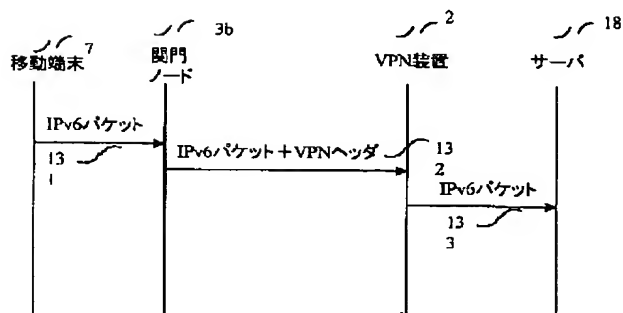 7
移動端末
3b
関門
ノード
2
VPN装置
18
サーバ
IPv6パケット
13
1
IPv6パケット+VPNヘッダ
13
2
IPv6パケット
13
3